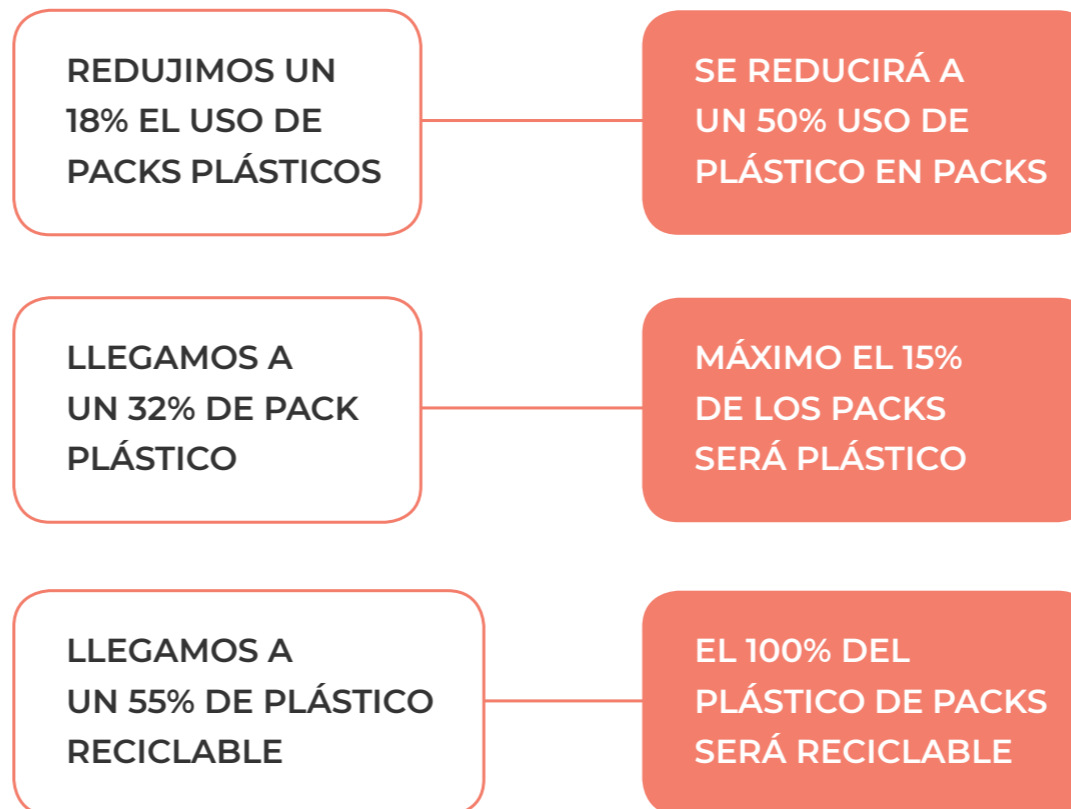 REDUJIMOS UN
18% EL USO DE
PACKS PLÁSTICOS
SE REDUCIRÁ A
UN 50% USO DE
PLÁSTICO EN PACKS
LLEGAMOS A
UN 32% DE PACK
PLÁSTICO
MÁXIMO EL 15%
DE LOS PACKS
SERÁ PLÁSTICO
LLEGAMOS A
UN 55% DE PLÁSTICO
RECICLABLE
EL 100% DEL
PLÁSTICO DE PACKS
SERÁ RECICLABLE